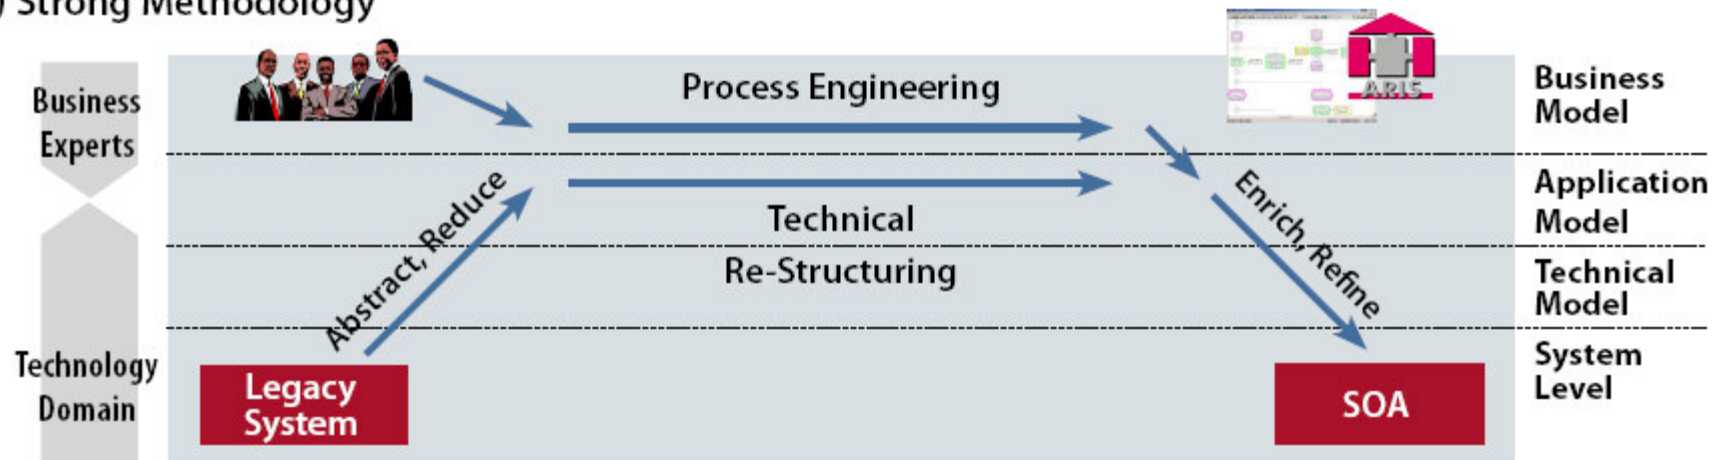 ) Strong Methodology
Business
Experts
Process Engineering
ARIS
Business
Model
Abstract, Reduce
Technical
Re-Structuring
Enrich, Refine
Application
Model
Technical
Model
Technology
Domain
Legacy
System
SOA
System
Level